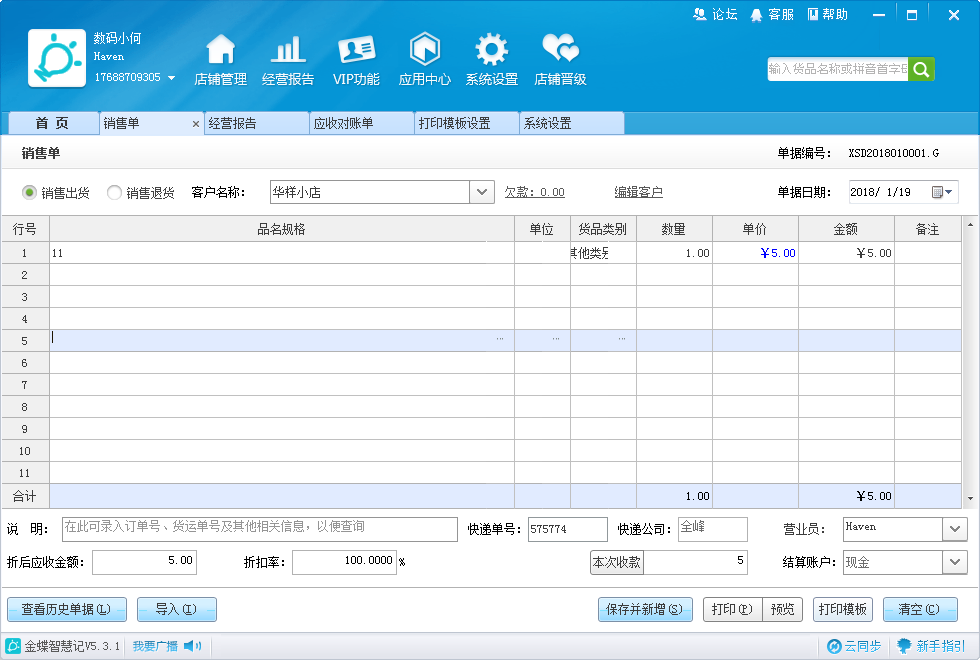 论坛 客服 帮助
数码小何
Haven
17688709305
店铺管理 经营报告 VIP功能 应用中心 系统设置 店铺晋级
输入货品名称或拼音首字母
首 页 销售单 × 经营报告 应收对账单 打印模板设置 系统设置
销售单 单据编号: XSD2018010001.G
销售出货 销售退货 客户名称: 华样小店 欠款: 0.00 编辑客户 单据日期: 2018/ 1/19
行号 品名规格 单位 货品类别 数量 单价 金额 备注
1 11 其他类别 1.00 ￥5.00 ￥5.00
2
3
4
5 ... ... ...
6
7
8
9
10
11
合计 1.00 ￥5.00
说 明: 在此可录入订单号、货运单号及其他相关信息，以便查询 快递单号: 575774 快递公司: 全峰 营业员: Haven
折后应收金额: 5.00 折扣率: 100.0000 % 本次收款 5 结算账户: 现金
查看历史单据(L) 导入(I) 保存并新增(S) 打印(P) 预览 打印模板 清空(C)
金蝶智慧记V5.3.1 我要广播 云同步 新手指引